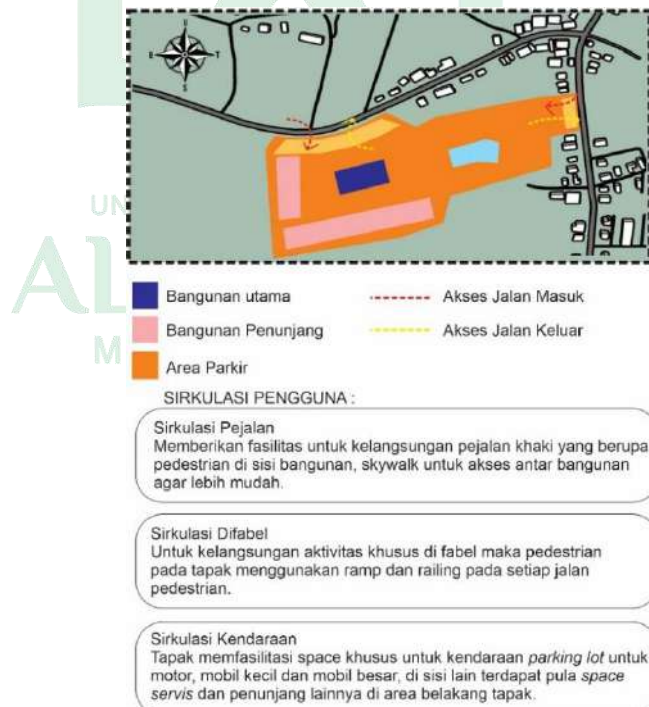 U
B T
S
UN
AL
M
Bangunan utama
Akses Jalan Masuk
Bangunan Penunjang
Akses Jalan Keluar
Area Parkir
SIRKULASI PENGGUNA :
Sirkulasi Pejalan
Memberikan fasilitas untuk kelangsungan pejalan khaki yang berupa
pedestrian di sisi bangunan, skywalk untuk akses antar bangunan
agar lebih mudah.
Sirkulasi Difabel
Untuk kelangsungan aktivitas khusus di fabel maka pedestrian
pada tapak menggunakan ramp dan railing pada setiap jalan
pedestrian.
Sirkulasi Kendaraan
Tapak memfasilitasi space khusus untuk kendaraan parking lot untuk
motor, mobil kecil dan mobil besar, di sisi lain terdapat pula space
servis dan penunjang lainnya di area belakang tapak.